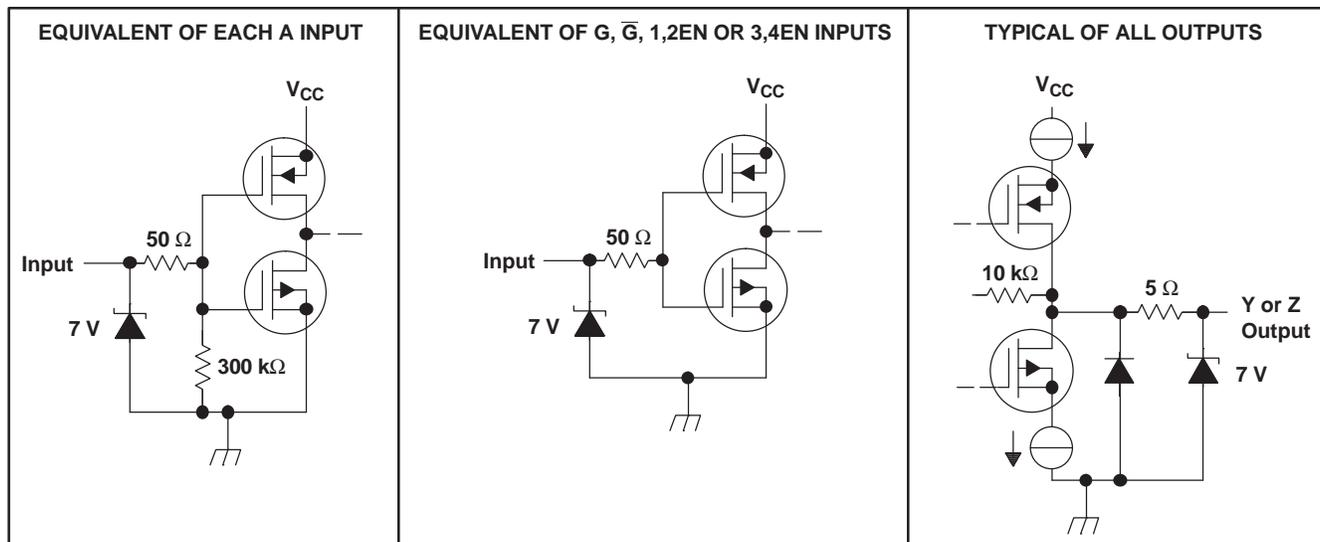 EQUIVALENT OF EACH A INPUT
VCC
50 Ω
Input
7 V
300 kΩ
EQUIVALENT OF G, G̅, 1,2EN OR 3,4EN INPUTS
VCC
50 Ω
Input
7 V
TYPICAL OF ALL OUTPUTS
VCC
10 kΩ
5 Ω
Y or Z
Output
7 V